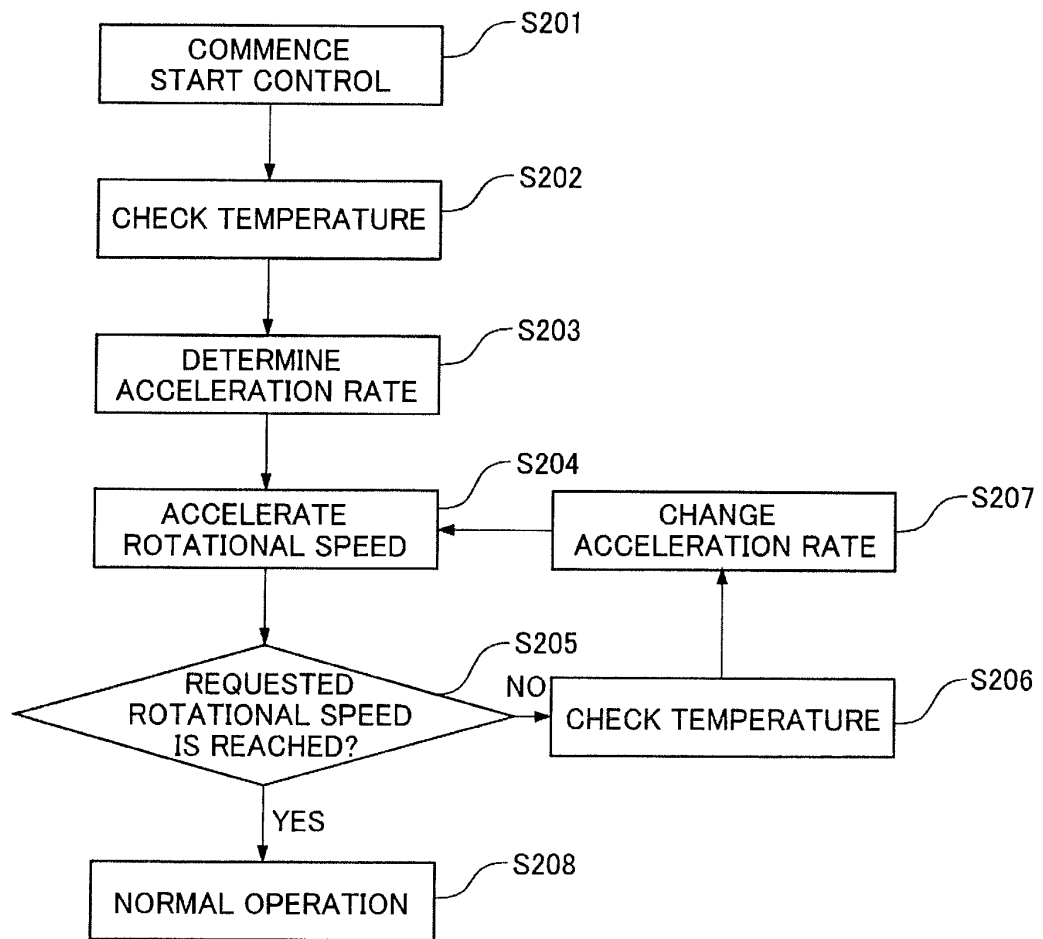 S201
COMMENCE
START CONTROL
S202
CHECK TEMPERATURE
S203
DETERMINE
ACCELERATION RATE
S204
ACCELERATE
ROTATIONAL SPEED
S207
CHANGE
ACCELERATION RATE
S205
REQUESTED
ROTATIONAL SPEED
IS REACHED?
NO
S206
CHECK TEMPERATURE
YES
S208
NORMAL OPERATION